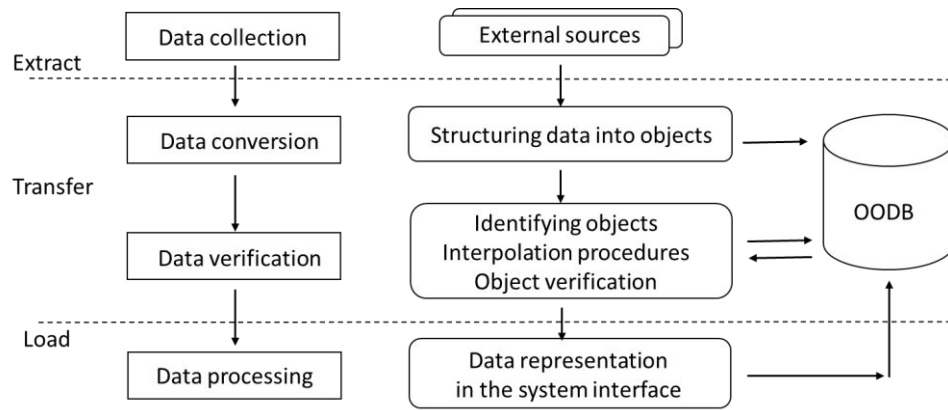 Data collection
External sources
Extract
Data conversion
Structuring data into objects
Transfer
OODB
Identifying objects
Interpolation procedures
Object verification
Data verification
Load
Data processing
Data representation
in the system interface